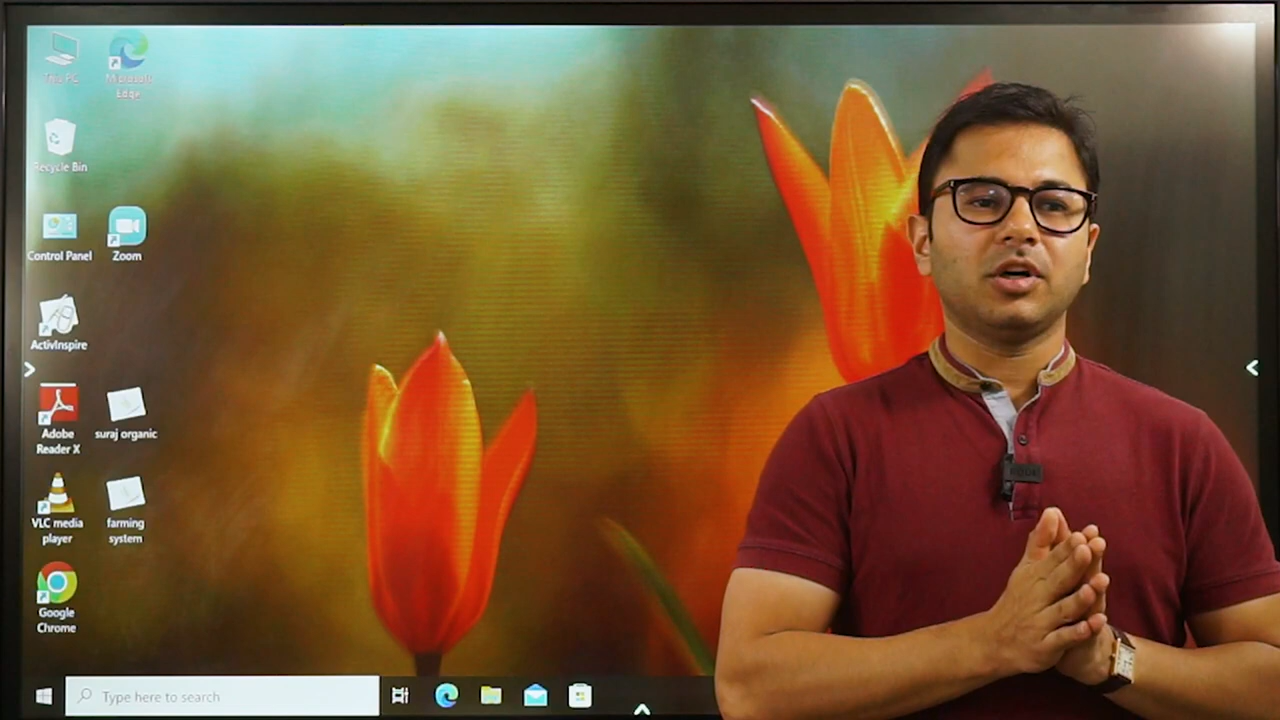 This PC
Microsoft
Edge
Recycle Bin
Control Panel
Zoom
ActivInspire
Adobe
Reader X
suraj organic
VLC media
player
farming
system
Google
Chrome
Type here to search